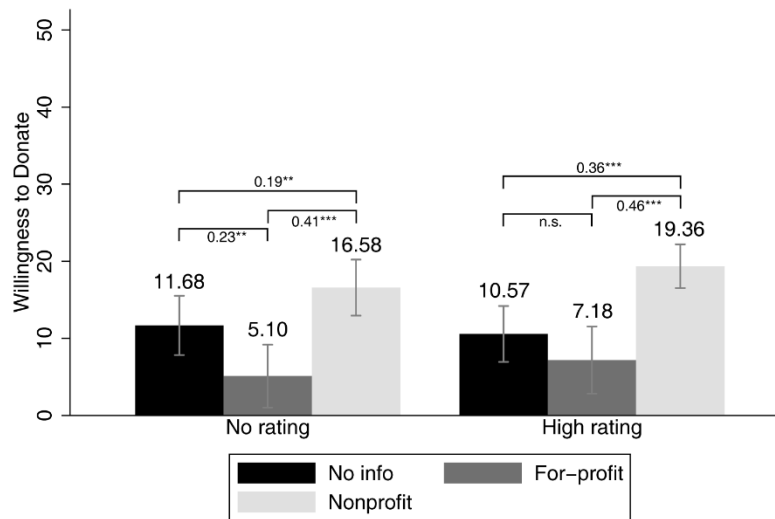 50
40
30
20
10
0
Willingness to Donate
0.19**
0.41***
0.23**
11.68
5.10
16.58
0.36***
0.46***
n.s.
10.57
7.18
19.36
No rating
High rating
No info
For-profit
Nonprofit